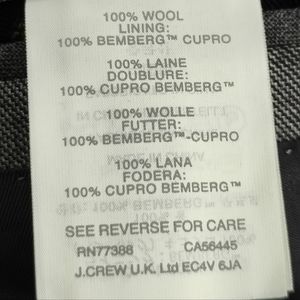 100% WOOL
LINING:
100% BEMBERG™ CUPRO
100% LAINE
DOUBLURE:
100% CUPRO BEMBERG™
100% WOLLE
FUTTER:
100% BEMBERG™-CUPRO
100% LANA
FODERA:
100% CUPRO BEMBERG™
SEE REVERSE FOR CARE
RN77388 CA56445
J.CREW U.K. Ltd EC4V 6JA